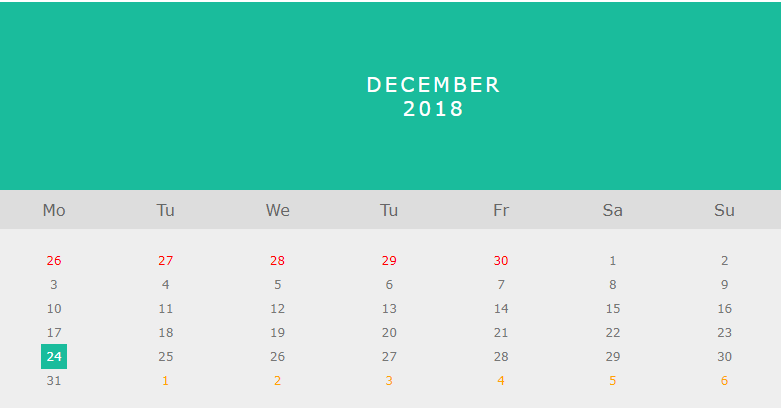 DECEMBER
2018
Mo Tu We Tu Fr Sa Su
26 27 28 29 30 1 2
3 4 5 6 7 8 9
10 11 12 13 14 15 16
17 18 19 20 21 22 23
24 25 26 27 28 29 30
31 1 2 3 4 5 6